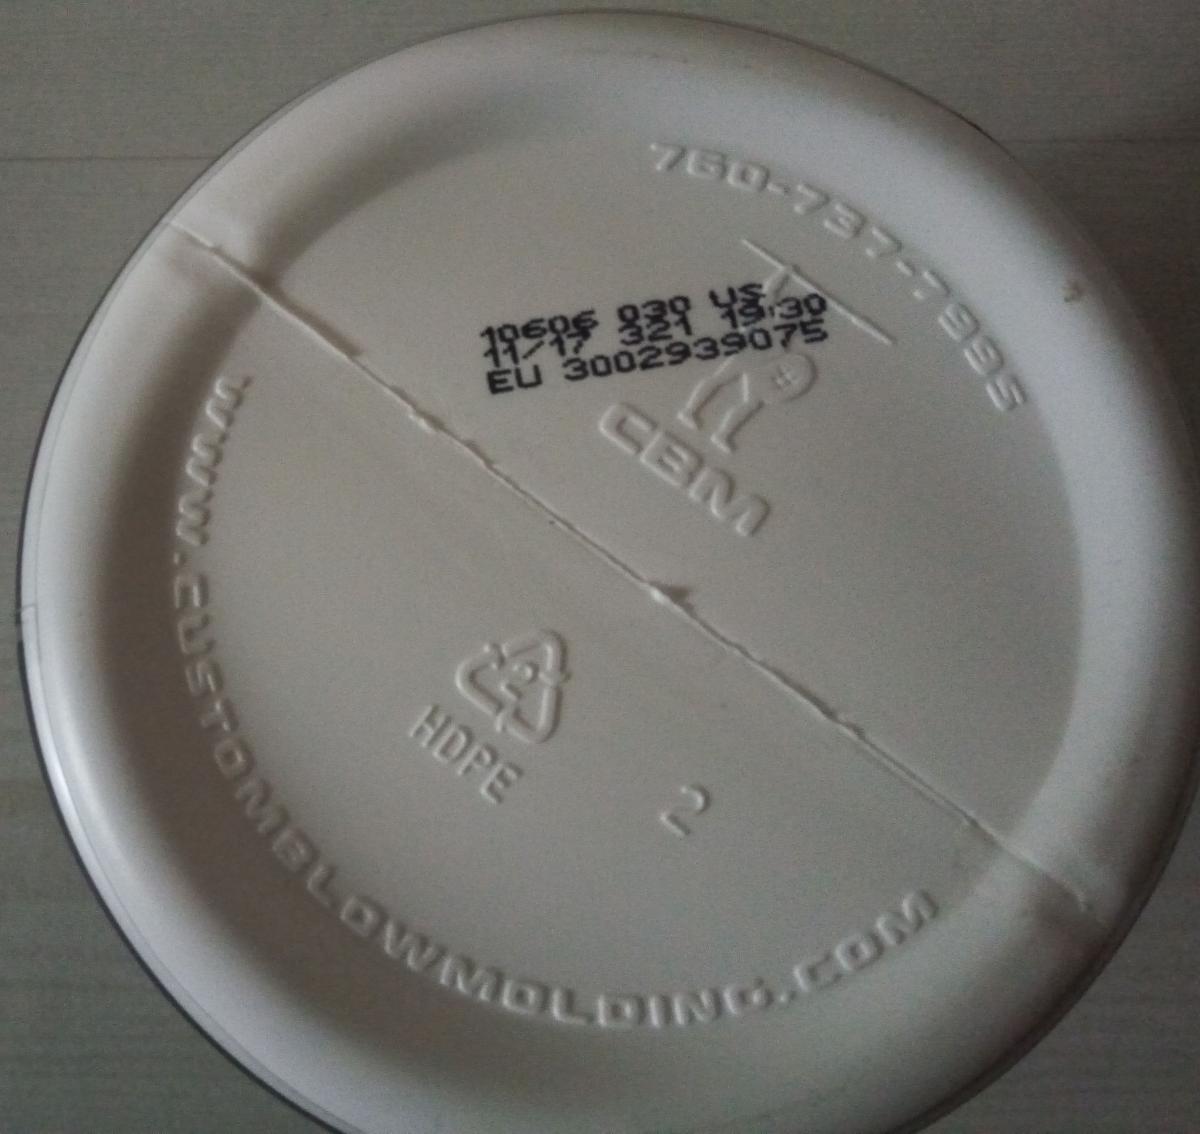 760-737-7995
10606 030 US
11/17 321 19:30
EU 3002939075
CBM
HDPE
2
WWW.CUSTOMBLOWMOLDING.COM